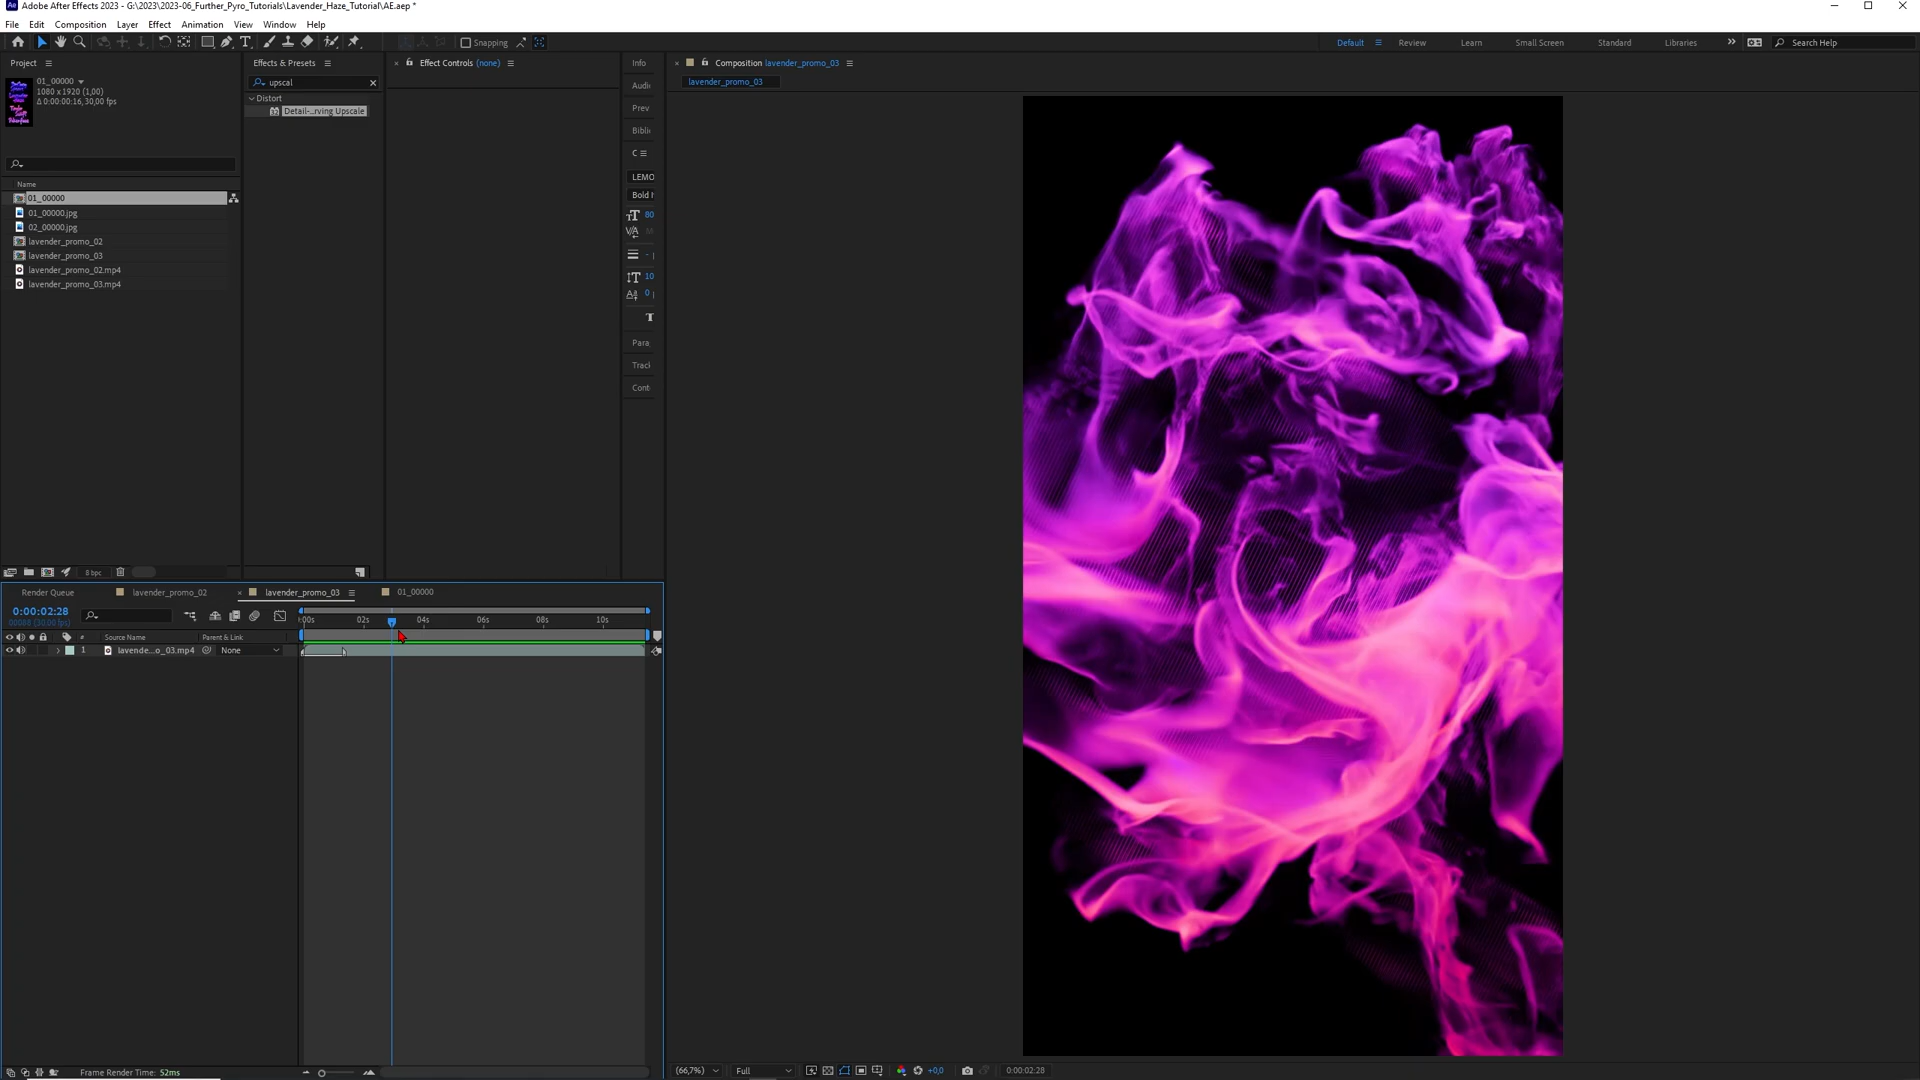 Adobe After Effects 2023 - G:\2023\2023-06_Further_Pyro_Tutorials\Lavender_Haze_Tutorial\AE.aep *
File Edit Composition Layer Effect Animation View Window Help
Snapping
Default Review Learn Small Screen Standard Libraries Search Help
Project
01_00000
1080 x 1920 (1,00)
Δ 0:00:00:16, 30,00 fps
Name
01_00000
01_00000.jpg
02_00000.jpg
lavender_promo_02
lavender_promo_03
lavender_promo_02.mp4
lavender_promo_03.mp4
8 bpc
Effects & Presets
upscal
Distort
Detail-...rving Upscale
Effect Controls (none)
Info
Audi
Prev
Bibli
C
LEMO
Bold I
80
10
0
Para
Track
Cont
Composition lavender_promo_03
lavender_promo_03
Render Queue lavender_promo_02 lavender_promo_03 01_00000
0:00:02:28
00088 (30.00 fps)
:00s 02s 04s 06s 08s 10s
# Source Name Parent & Link
1 lavende...o_03.mp4 None
Frame Render Time: 52ms
(66,7%) Full +0,0 0:00:02:28